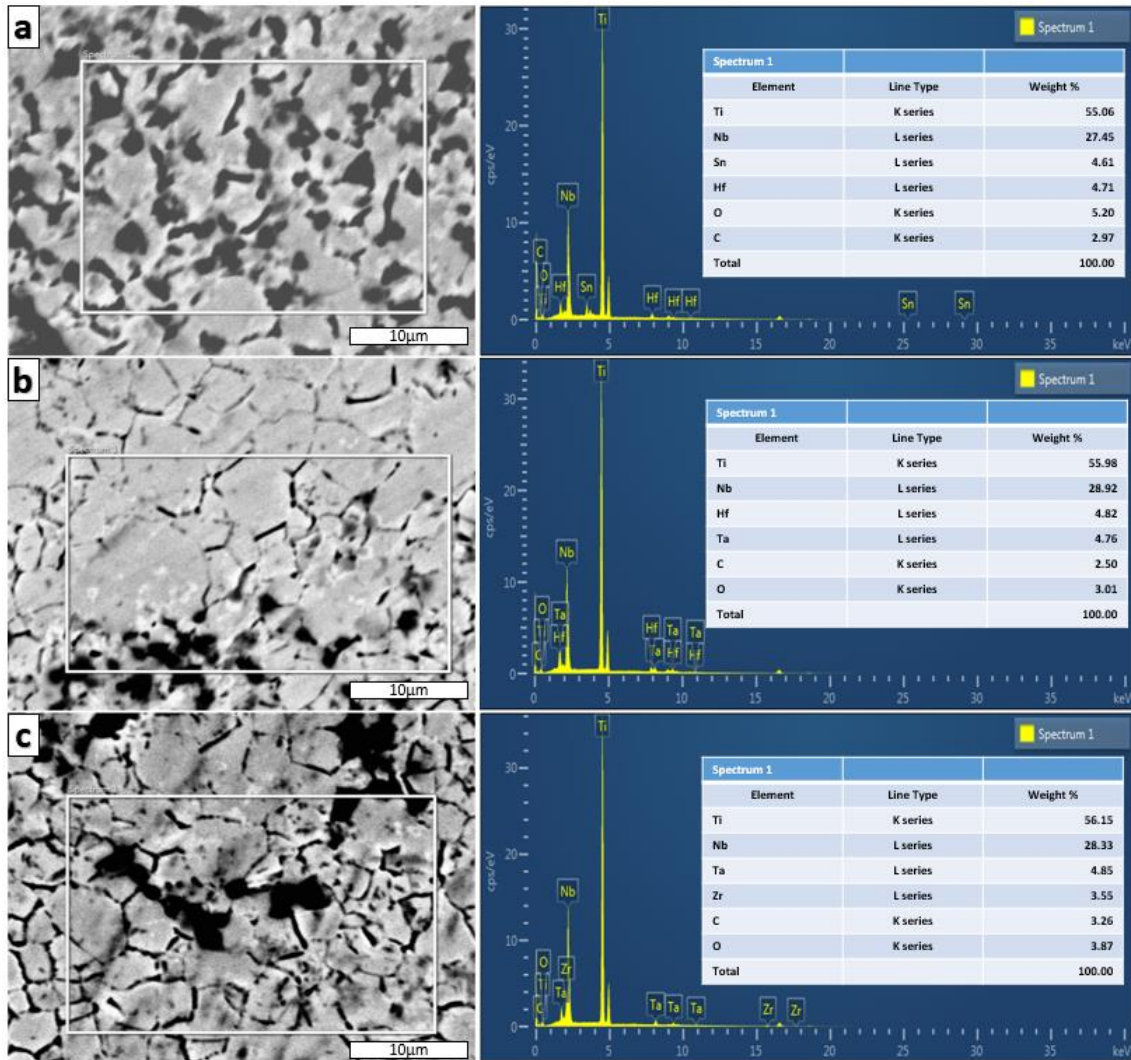 a
Spectrum 1
10μm
Spectrum 1
cps/eV
30
20
10
0
Ti
Nb
C
O
Ti
Hf
Sn
Hf
Hf
Hf
Sn
Sn
0 5 10 15 20 25 30 35 keV
Spectrum 1
Element Line Type Weight %
Ti K series 55.06
Nb L series 27.45
Sn L series 4.61
Hf L series 4.71
O K series 5.20
C K series 2.97
Total 100.00
b
Spectrum 1
10μm
Spectrum 1
cps/eV
30
20
10
0
Ti
Nb
O
Ti
C
Ta
Hf
Hf
Ta
Ta
Hf
Ta
Hf
0 5 10 15 20 25 30 35 keV
Spectrum 1
Element Line Type Weight %
Ti K series 55.98
Nb L series 28.92
Hf L series 4.82
Ta L series 4.76
C K series 2.50
O K series 3.01
Total 100.00
c
10μm
Spectrum 1
cps/eV
30
20
10
0
Ti
Nb
O
Ti
C
Zr
Ta
Ta
Ta
Ta
Zr
Zr
0 5 10 15 20 25 30 35 keV
Spectrum 1
Element Line Type Weight %
Ti K series 56.15
Nb L series 28.33
Ta L series 4.85
Zr L series 3.55
C K series 3.26
O K series 3.87
Total 100.00